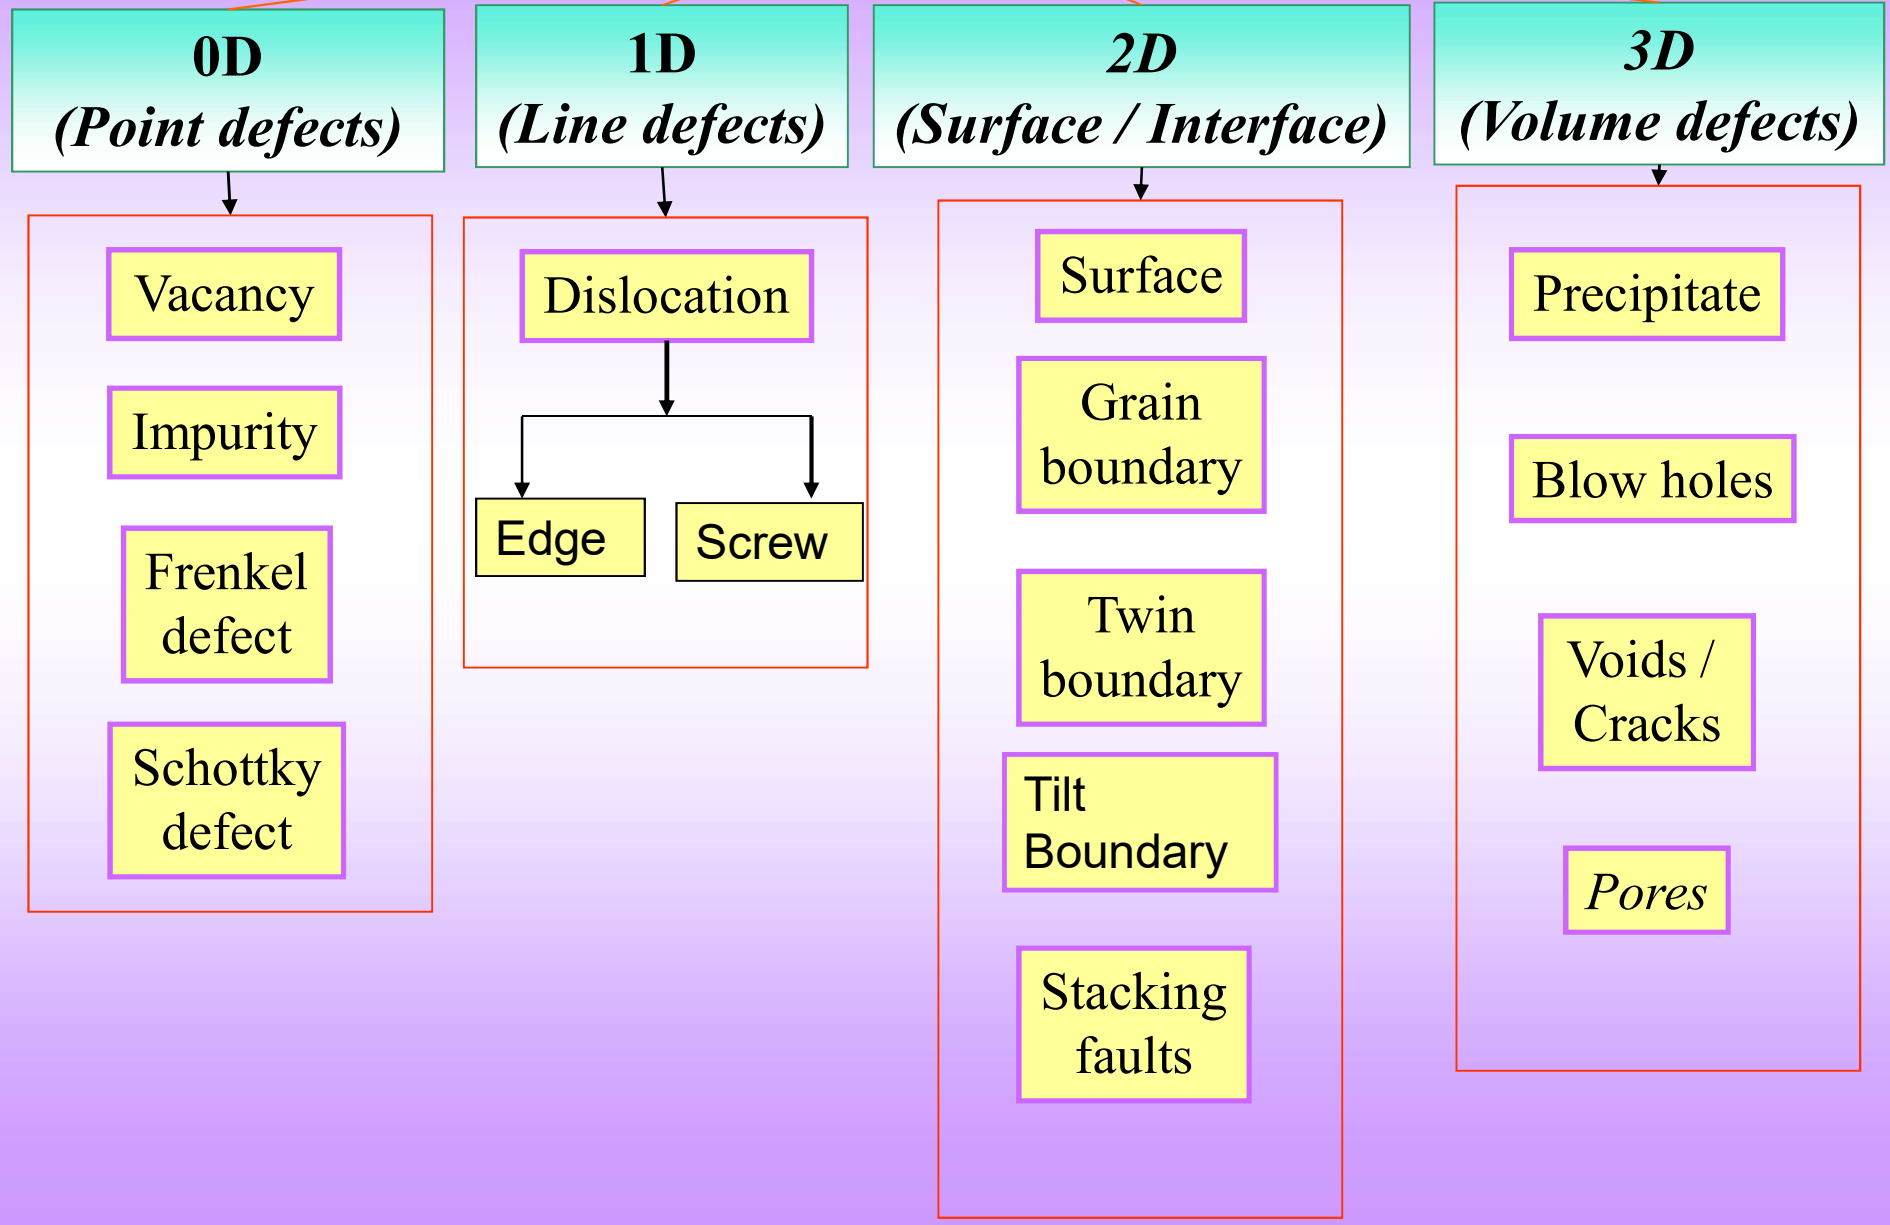 0D
(Point defects)
Vacancy
Impurity
Frenkel
defect
Schottky
defect
1D
(Line defects)
Dislocation
Edge
Screw
2D
(Surface / Interface)
Surface
Grain
boundary
Twin
boundary
Tilt
Boundary
Stacking
faults
3D
(Volume defects)
Precipitate
Blow holes
Voids /
Cracks
Pores